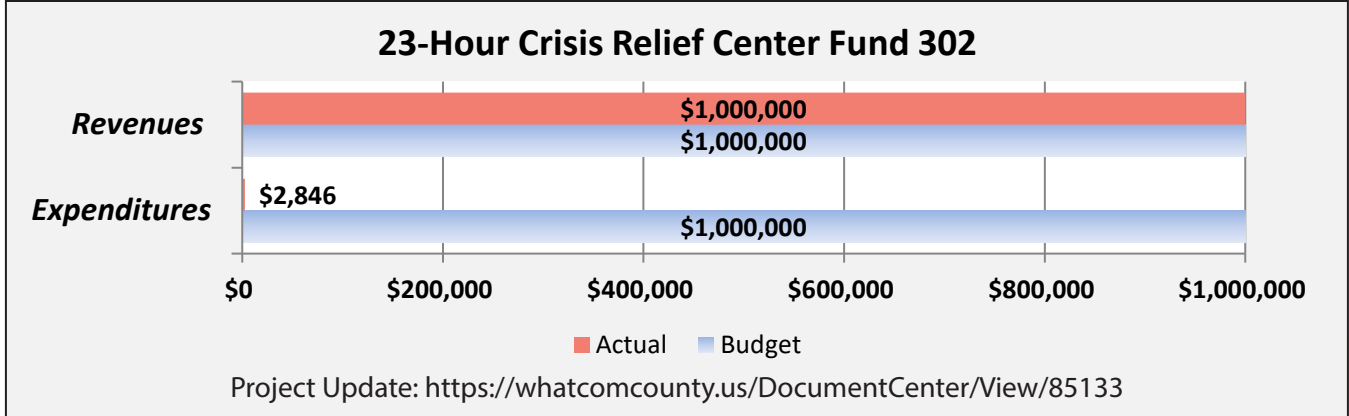 23-Hour Crisis Relief Center Fund 302
Revenues
$1,000,000
$1,000,000
Expenditures
$2,846
$1,000,000
$0 $200,000 $400,000 $600,000 $800,000 $1,000,000
Actual Budget
Project Update: https://whatcomcounty.us/DocumentCenter/View/85133